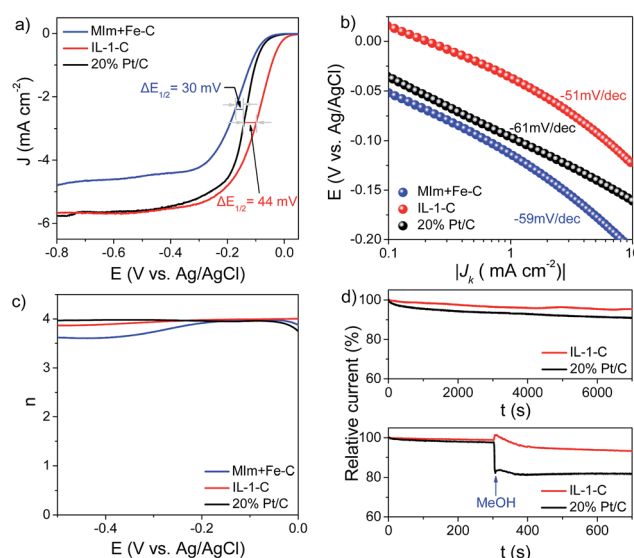 a)
MIm+Fe-C
IL-1-C
20% Pt/C
ΔE1/2= 30 mV
ΔE1/2= 44 mV
0
-2
-4
-6
J (mA cm-2)
-0.8
-0.6
-0.4
-0.2
0.0
E (V vs. Ag/AgCl)
b)
0.00
-0.05
-0.10
-0.15
-0.20
E (V vs. Ag/AgCl)
-51mV/dec
-61mV/dec
-59mV/dec
MIm+Fe-C
IL-1-C
20% Pt/C
0.1
1
10
|Jk ( mA cm-2)|
c)
5
4
3
2
1
0
n
MIm+Fe-C
IL-1-C
20% Pt/C
-0.4
-0.2
0.0
E (V vs. Ag/AgCl)
d)
100
80
60
IL-1-C
20% Pt/C
0
2000
4000
6000
t (s)
Relative current (%)
100
80
60
MeOH
IL-1-C
20% Pt/C
0
200
400
600
t (s)